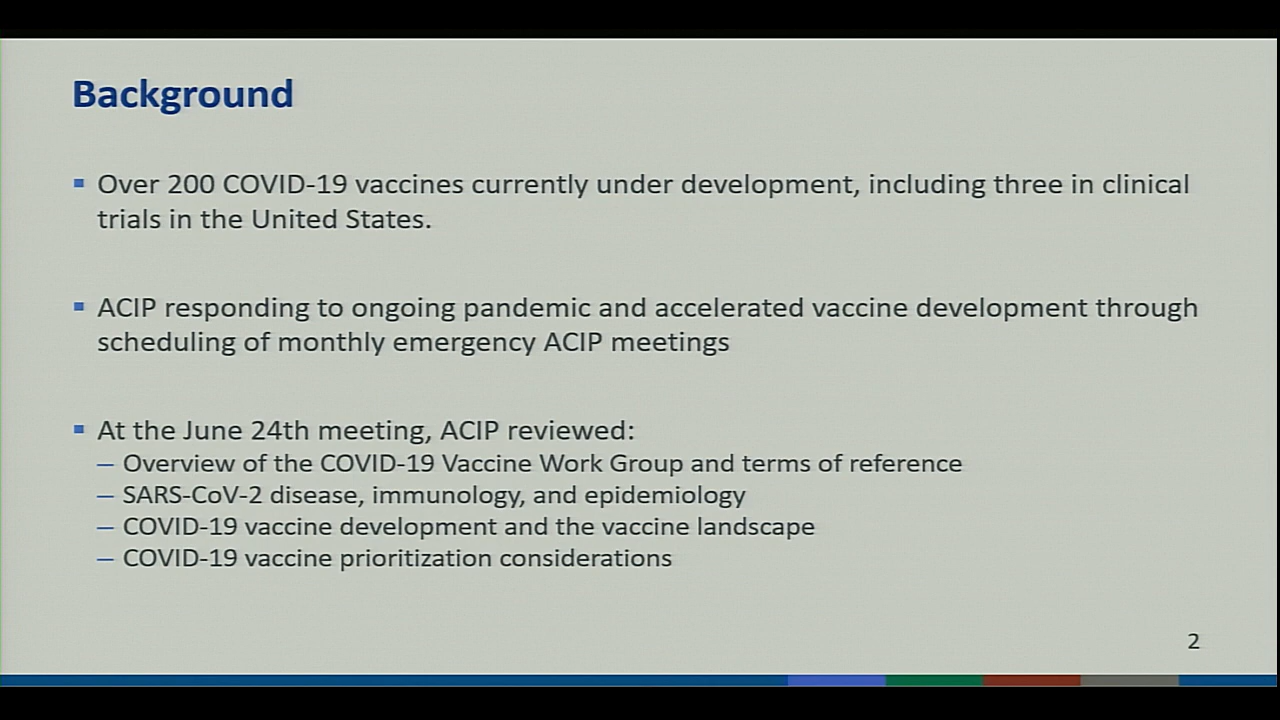 Background
▪ Over 200 COVID-19 vaccines currently under development, including three in clinical
trials in the United States.
▪ ACIP responding to ongoing pandemic and accelerated vaccine development through
scheduling of monthly emergency ACIP meetings
▪ At the June 24th meeting, ACIP reviewed:
– Overview of the COVID-19 Vaccine Work Group and terms of reference
– SARS-CoV-2 disease, immunology, and epidemiology
– COVID-19 vaccine development and the vaccine landscape
– COVID-19 vaccine prioritization considerations
2